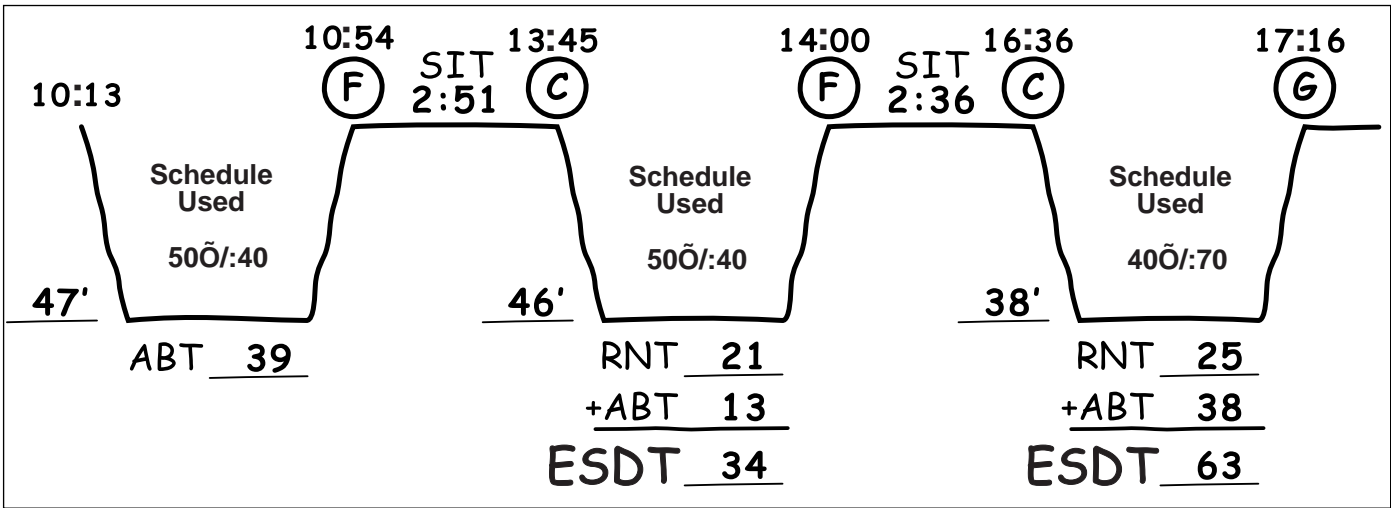 10:13
10:54
F
SIT
2:51
13:45
C
14:00
F
SIT
2:36
16:36
C
17:16
G
Schedule
Used
50Õ/:40
Schedule
Used
50Õ/:40
Schedule
Used
40Õ/:70
47'
46'
38'
ABT 39
RNT 21
+ABT 13
ESDT 34
RNT 25
+ABT 38
ESDT 63